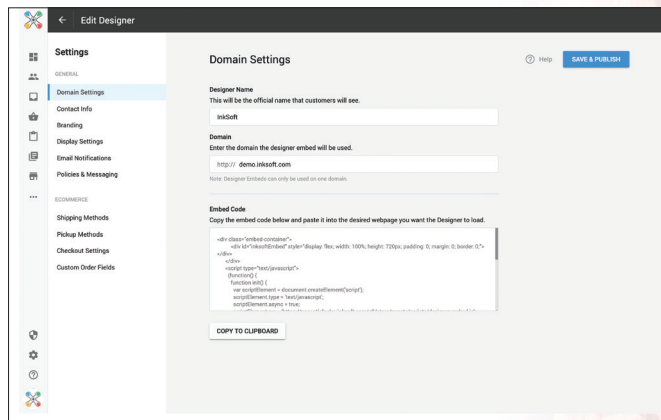 Edit Designer
Settings
GENERAL
Domain Settings
Contact Info
Branding
Display Settings
Email Notifications
Policies & Messaging
ECOMMERCE
Shipping Methods
Pickup Methods
Checkout Settings
Custom Order Fields
Domain Settings
Help
SAVE & PUBLISH
Designer Name
This will be the official name that customers will see.
InkSoft
Domain
Enter the domain the designer embed will be used.
http:// demo.inksoft.com
Note: Designer Embeds can only be used on one domain.
Embed Code
Copy the embed code below and paste it into the desired webpage you want the Designer to load.
<div class="embed-container">
<div id="inksoftEmbed" style="display: flex; width: 100%; height: 720px; padding: 0; margin: 0; border: 0;">
</div>
</div>
<script type="text/javascript">
(function() {
function init() {
var scriptElement = document.createElement('script');
scriptElement.type = 'text/javascript';
scriptElement.async = true;
COPY TO CLIPBOARD